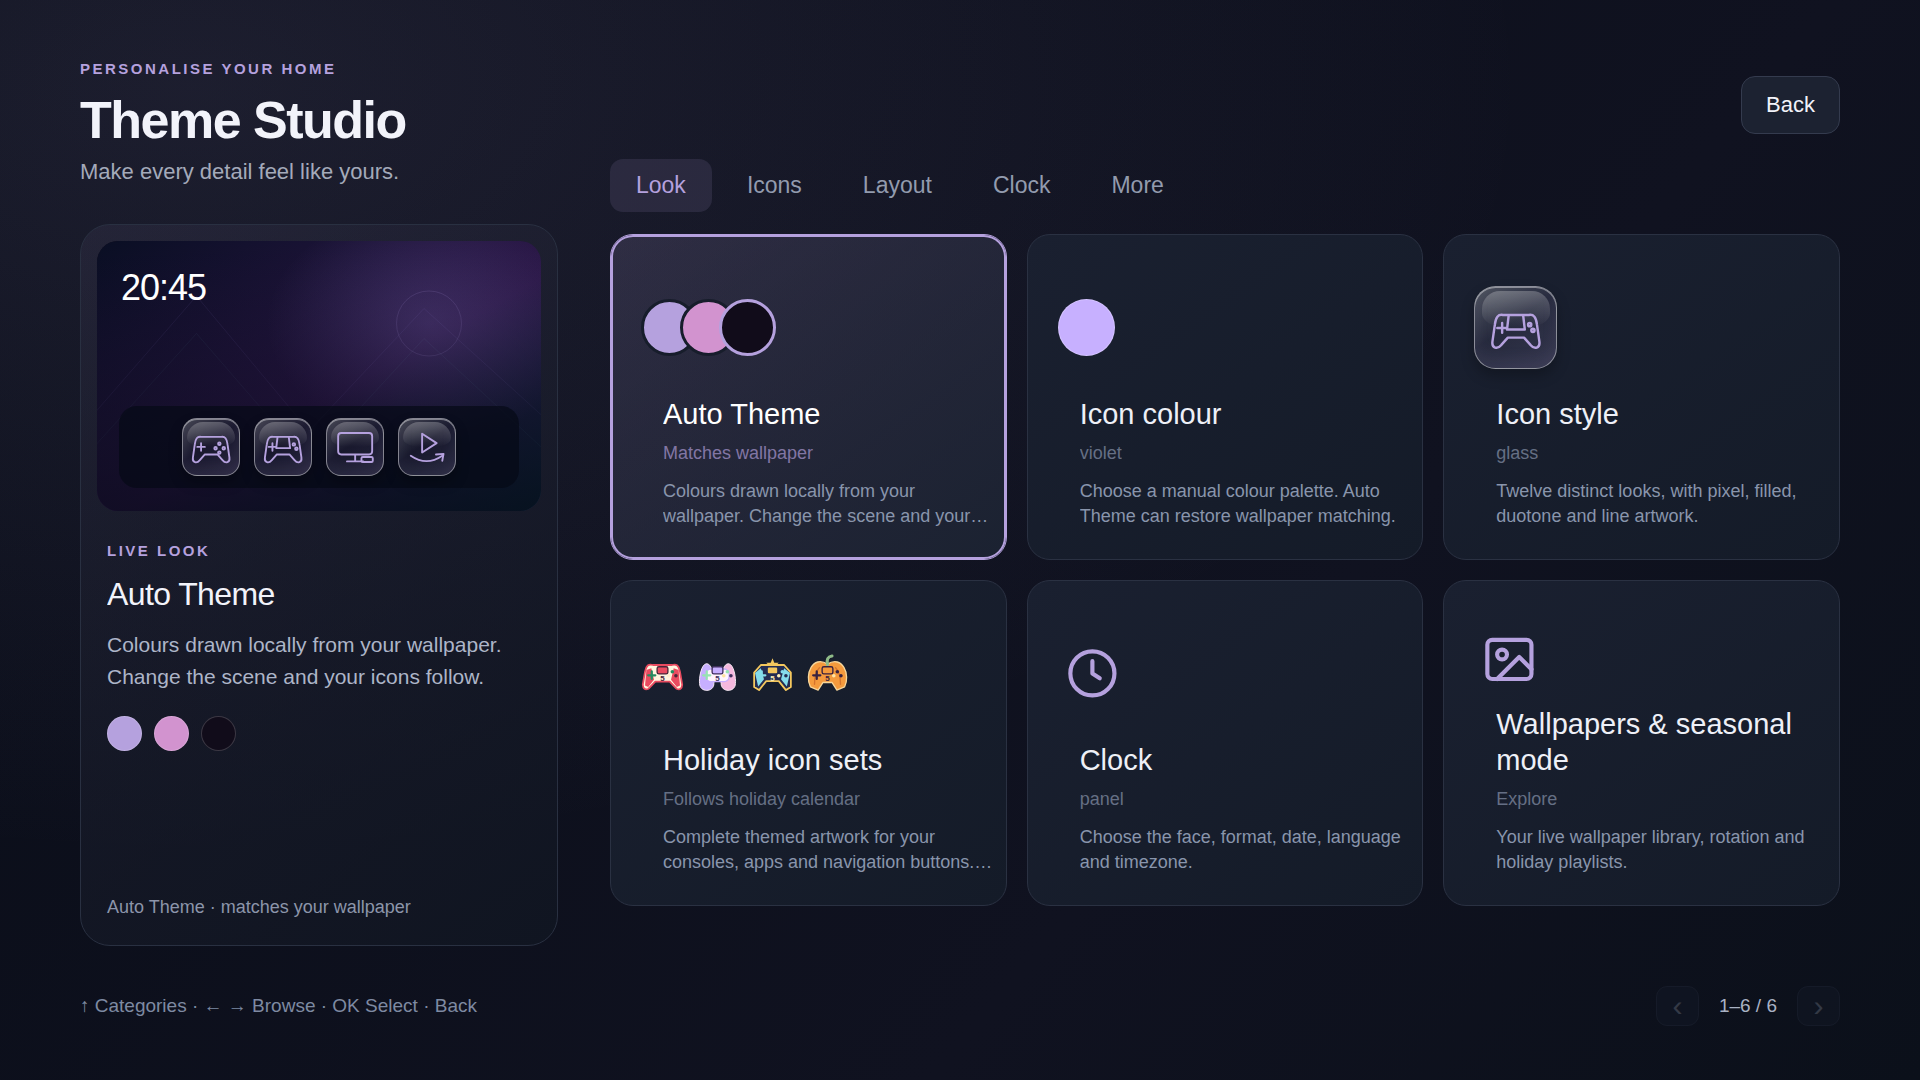 PERSONALISE YOUR HOME
Theme Studio
Make every detail feel like yours.
Back
Look
Icons
Layout
Clock
More
20:45
LIVE LOOK
Auto Theme
Colours drawn locally from your wallpaper.
Change the scene and your icons follow.
Auto Theme · matches your wallpaper
Auto Theme
Matches wallpaper
Colours drawn locally from your
wallpaper. Change the scene and your…
Icon colour
violet
Choose a manual colour palette. Auto
Theme can restore wallpaper matching.
Icon style
glass
Twelve distinct looks, with pixel, filled,
duotone and line artwork.
Holiday icon sets
Follows holiday calendar
Complete themed artwork for your
consoles, apps and navigation buttons.…
Clock
panel
Choose the face, format, date, language
and timezone.
Wallpapers & seasonal
mode
Explore
Your live wallpaper library, rotation and
holiday playlists.
↑ Categories · ← → Browse · OK Select · Back
‹ 1–6 / 6 ›